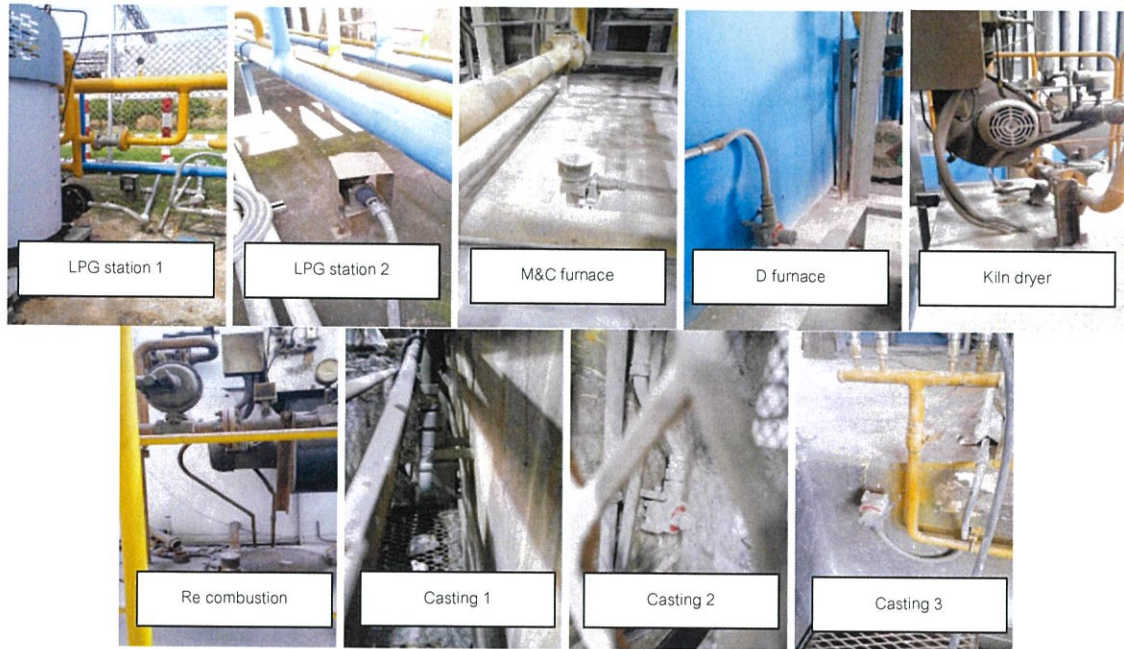 LPG station 1
LPG station 2
M&C furnace
D furnace
Kiln dryer
Re combustion
Casting 1
Casting 2
Casting 3